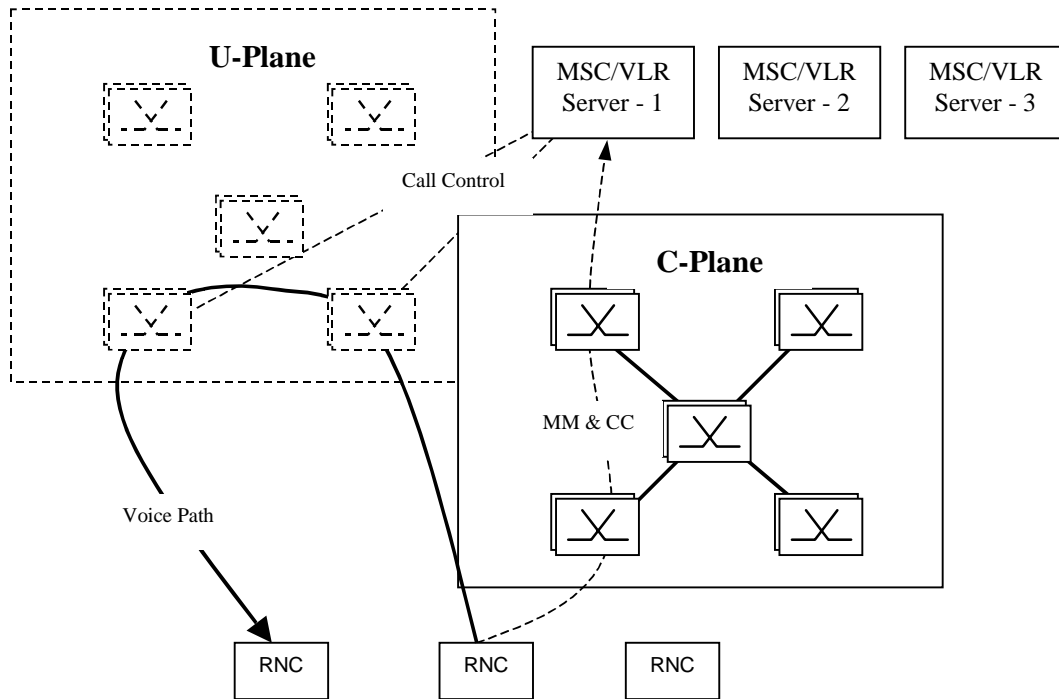 U-Plane
MSC/VLR
Server - 1
MSC/VLR
Server - 2
MSC/VLR
Server - 3
Call Control
C-Plane
MM & CC
Voice Path
RNC
RNC
RNC